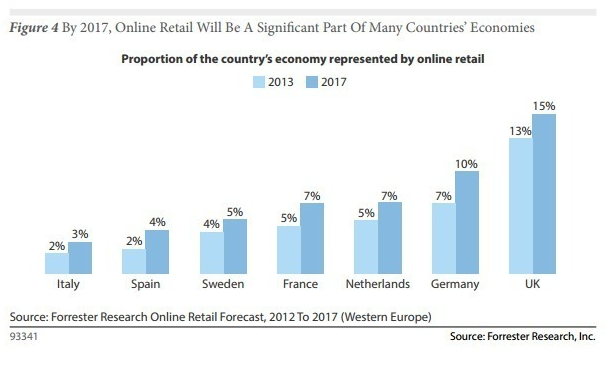 Figure 4 By 2017, Online Retail Will Be A Significant Part Of Many Countries’ Economies
Proportion of the country’s economy represented by online retail
2013 2017
2% 3% 2% 4% 4% 5% 5% 7% 5% 7% 7% 10% 13% 15%
Italy Spain Sweden France Netherlands Germany UK
Source: Forrester Research Online Retail Forecast, 2012 To 2017 (Western Europe)
93341 Source: Forrester Research, Inc.